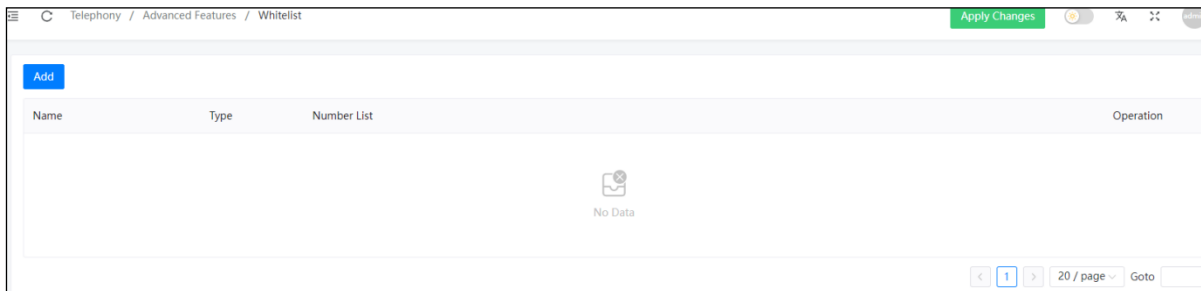 Telephony / Advanced Features / Whitelist Apply Changes
Add
Name Type Number List Operation
No Data
1 20 / page Goto